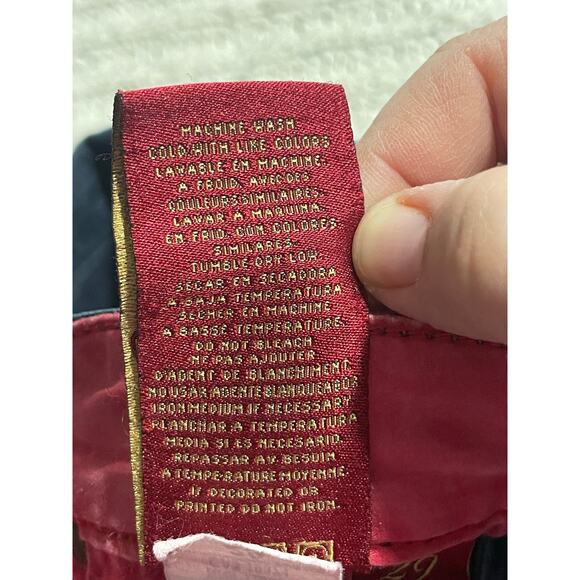 MACHINE WASH
COLD WITH LIKE COLORS
LAVABLE EN MACHINE,
A FROID, AVEC DES
COULEURS SIMILAIRES.
LAVAR A MAQUINA
EN FRIO, COM COLORES
SIMILARES.
TUMBLE DRY LOW.
SECAR EN SECADORA
A BAJA TEMPERATURA
SECHER EN MACHINE
A BASSE TEMPERATURE.
DO NOT BLEACH
NE PAS AJOUTER
D'AGENT DE BLANCHIMENT
NO USAR AGENTE BLANQUEADOR
IRON MEDIUM IF NECESSARY
PLANCHAR A TEMPERATURA
MEDIA SI ES NECESARIO.
REPASSAR AV BESUIN
A TEMPERATURE MOYENNE.
IF DECORATED OR
PRINTED DO NOT IRON.